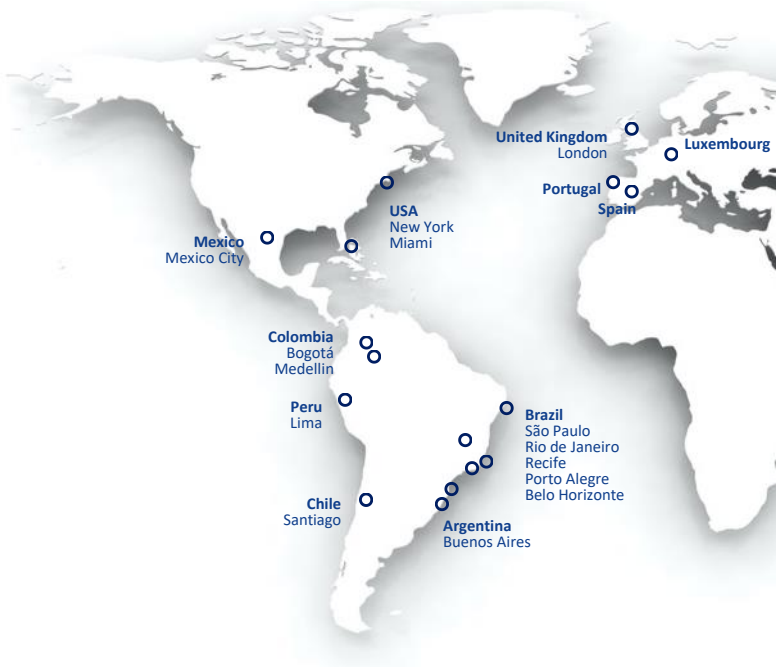 United Kingdom
London
Luxembourg
Portugal
Spain
USA
New York
Miami
Mexico
Mexico City
Colombia
Bogotá
Medellin
Peru
Lima
Brazil
São Paulo
Rio de Janeiro
Recife
Porto Alegre
Belo Horizonte
Chile
Santiago
Argentina
Buenos Aires